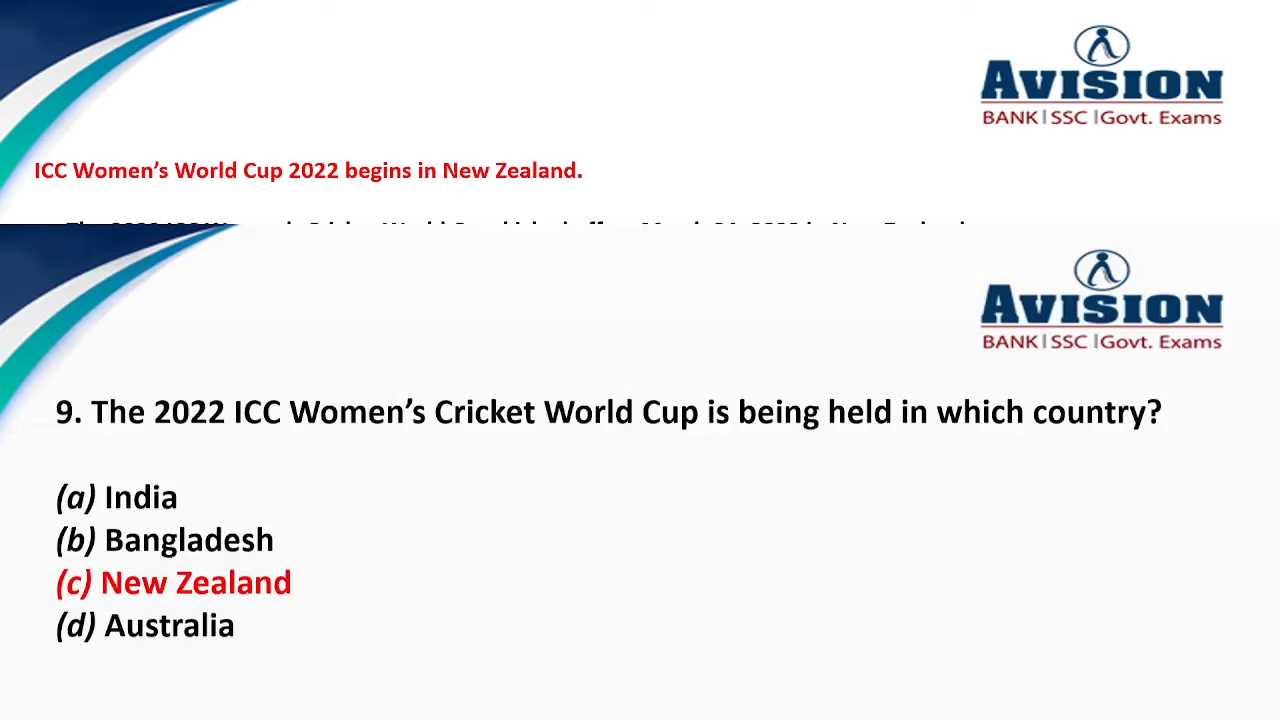 AVISION
BANK|SSC|Govt. Exams
ICC Women’s World Cup 2022 begins in New Zealand.
AVISION
BANK|SSC|Govt. Exams
9. The 2022 ICC Women’s Cricket World Cup is being held in which country?
(a) India
(b) Bangladesh
(c) New Zealand
(d) Australia